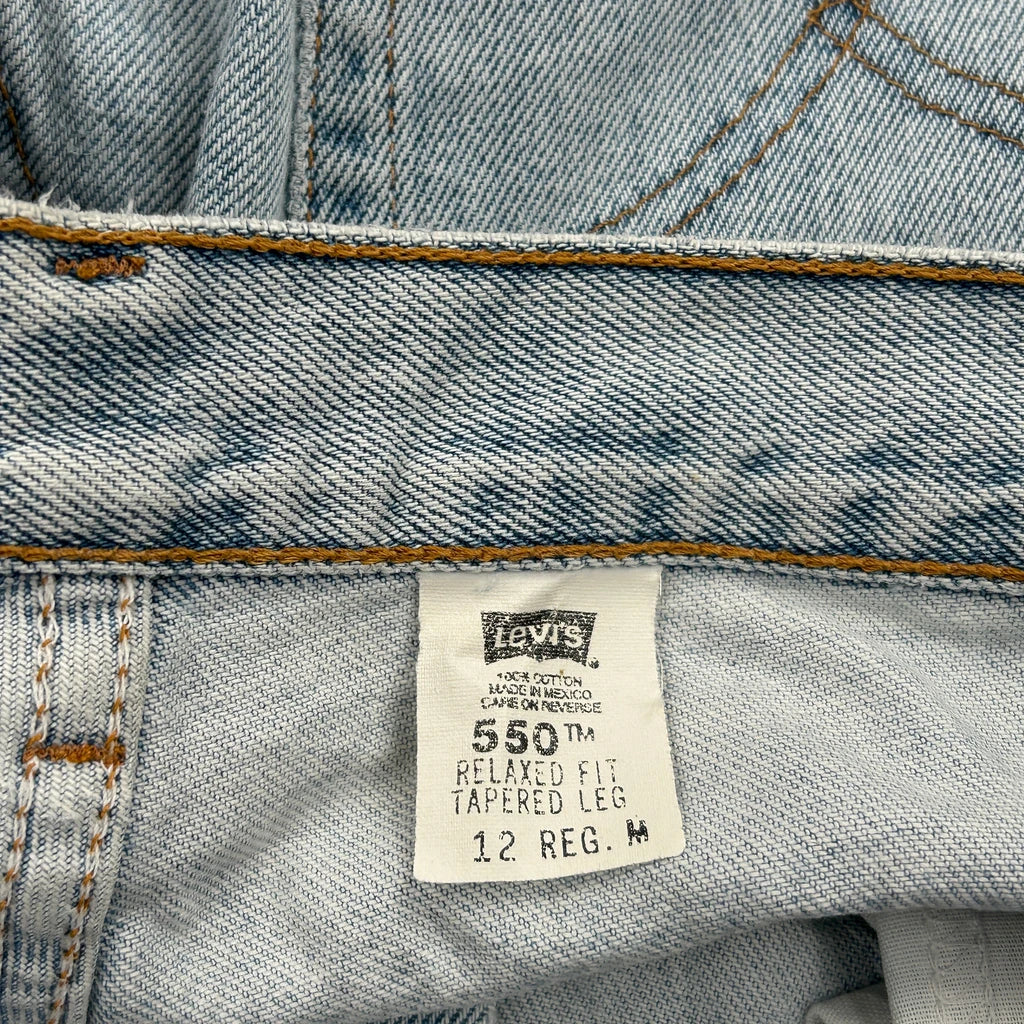 Levi's
100% COTTON
MADE IN MEXICO
CARE ON REVERSE
550™
RELAXED FIT
TAPERED LEG
12 REG. M